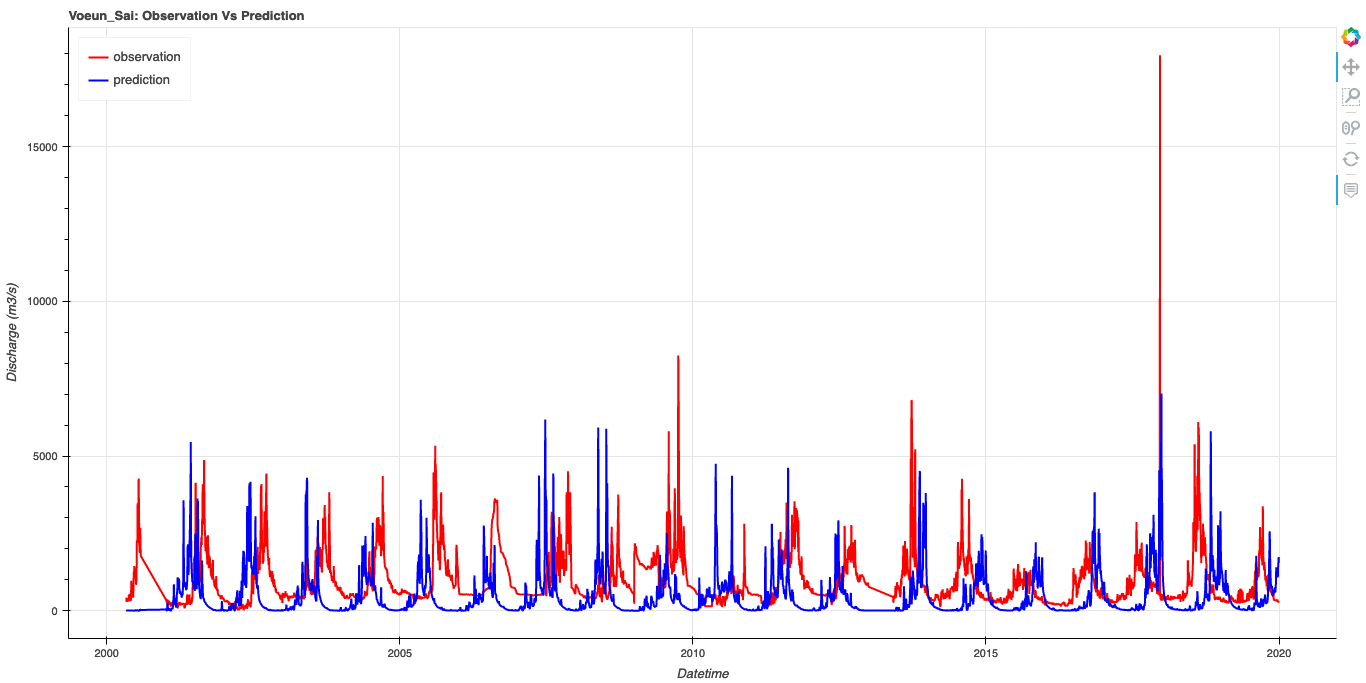 Voeun_Sai: Observation Vs Prediction
observation
prediction
15000
10000
5000
0
Discharge (m3/s)
2000
2005
2010
2015
2020
Datetime